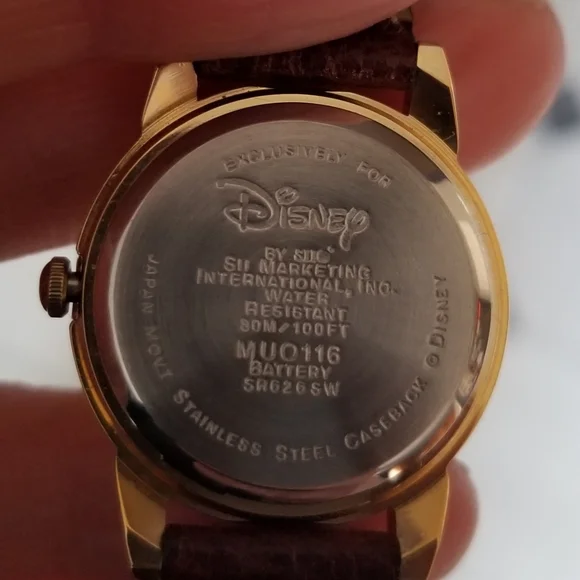 EXCLUSITELY FOR
Disney
BY SII
SII MARKETING
INTERNATIONAL, INC.
WATER
RESISTANT
30M/100FT
MU0116
BATTERY
SR626SW
JAPAN MOVT STAINLESS STEEL CASEBACK © DISNEY